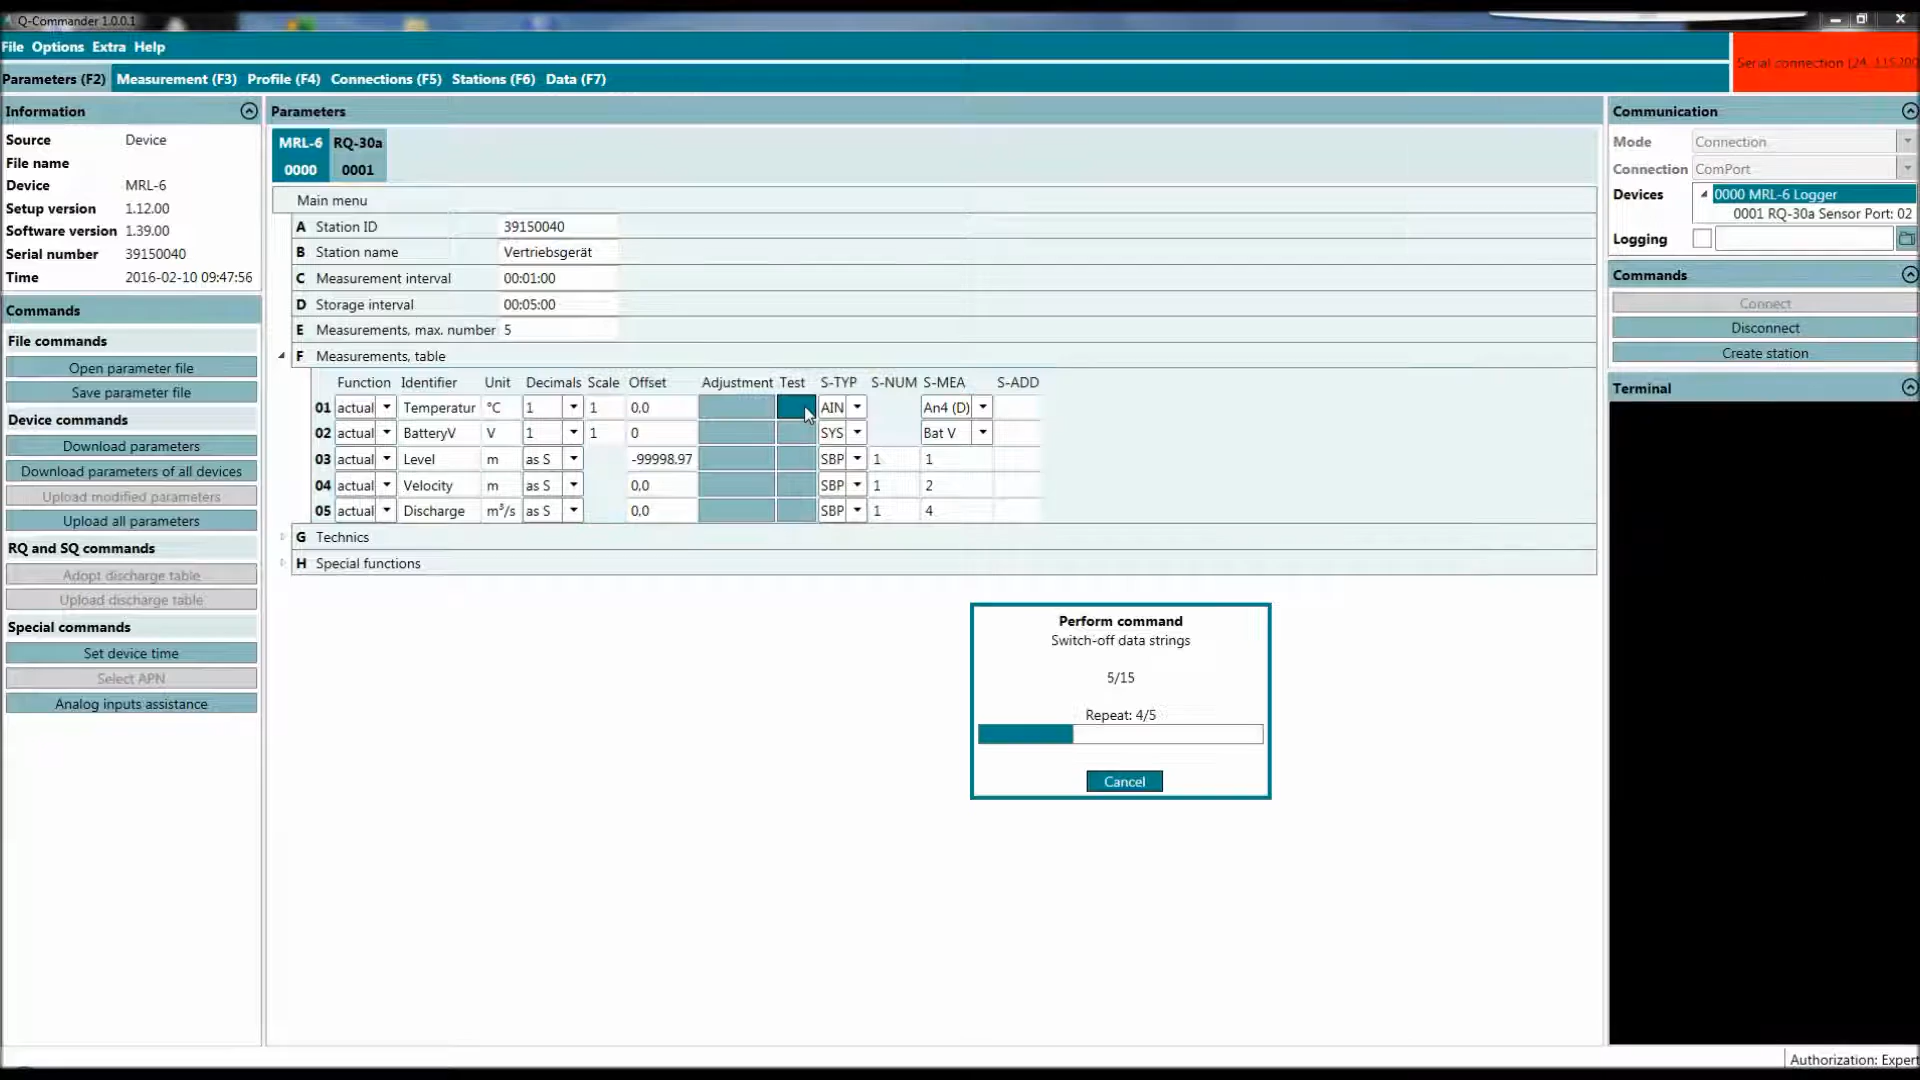 Q-Commander 1.0.0.1
File Options Extra Help
Serial connection (24, 115200
Parameters (F2) Measurement (F3) Profile (F4) Connections (F5) Stations (F6) Data (F7)
Information
Source Device
File name
Device MRL-6
Setup version 1.12.00
Software version 1.39.00
Serial number 39150040
Time 2016-02-10 09:47:56
Commands
File commands
Open parameter file
Save parameter file
Device commands
Download parameters
Download parameters of all devices
Upload modified parameters
Upload all parameters
RQ and SQ commands
Adopt discharge table
Upload discharge table
Special commands
Set device time
Select APN
Analog inputs assistance
Parameters
MRL-6 RQ-30a
0000 0001
Main menu
A Station ID 39150040
B Station name Vertriebsgerät
C Measurement interval 00:01:00
D Storage interval 00:05:00
E Measurements, max. number 5
F Measurements, table
Function Identifier Unit Decimals Scale Offset Adjustment Test S-TYP S-NUM S-MEA S-ADD
01 actual Temperatur °C 1 1 0,0 AIN An4 (D)
02 actual BatteryV V 1 1 0 SYS Bat V
03 actual Level m as S -99998.97 SBP 1 1
04 actual Velocity m as S 0,0 SBP 1 2
05 actual Discharge m³/s as S 0,0 SBP 1 4
G Technics
H Special functions
Perform command
Switch-off data strings
5/15
Repeat: 4/5
Cancel
Communication
Mode Connection
Connection ComPort
Devices 0000 MRL-6 Logger
0001 RQ-30a Sensor Port: 02
Logging
Commands
Connect
Disconnect
Create station
Terminal
Authorization: Expert